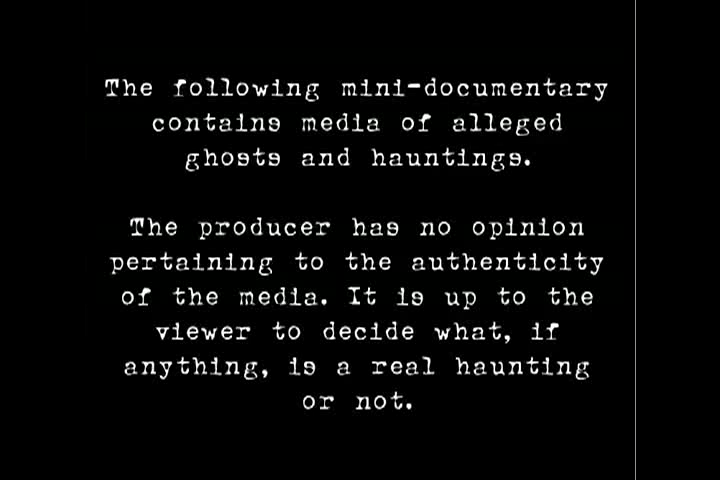 The following mini-documentary
contains media of alleged
ghosts and hauntings.
The producer has no opinion
pertaining to the authenticity
of the media. It is up to the
viewer to decide what, if
anything, is a real haunting
or not.